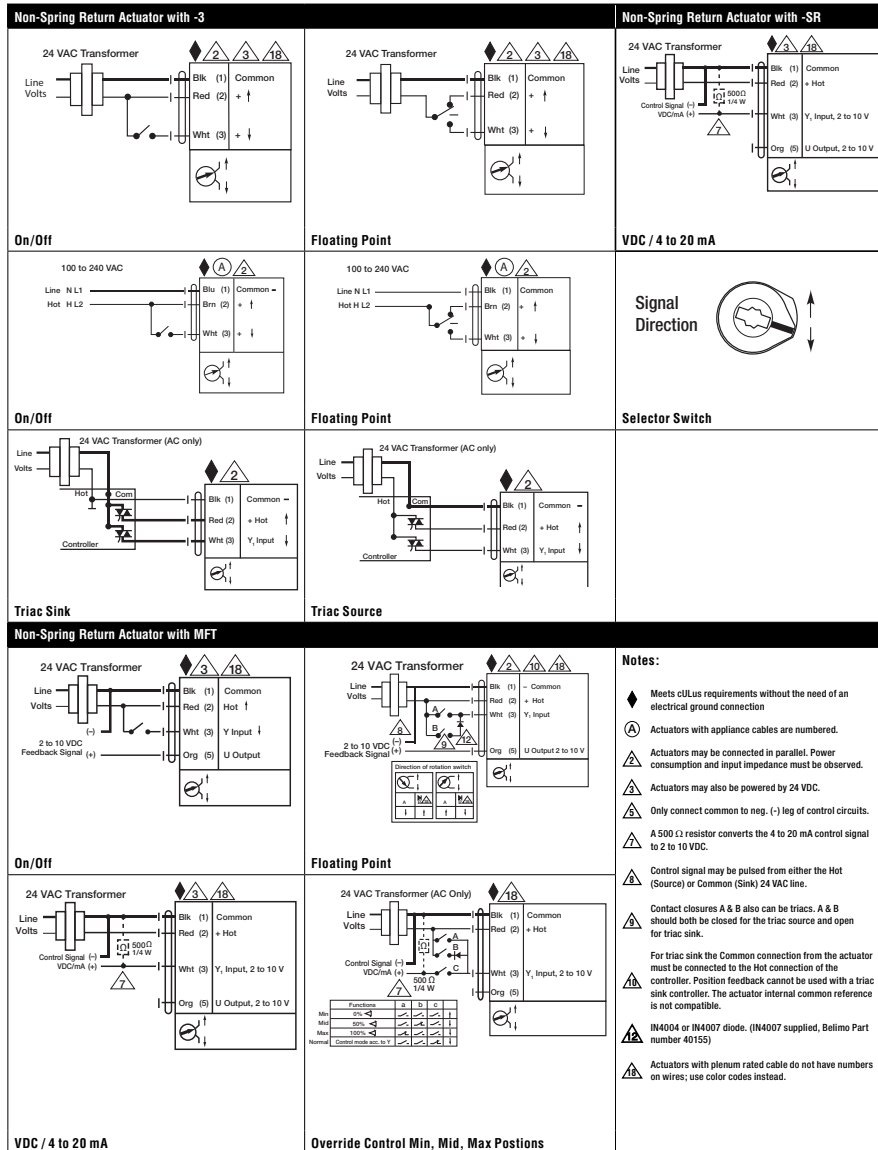 Non-Spring Return Actuator with -3
24 VAC Transformer
2 3 18
Line
Volts
Blk (1) Common
Red (2) +
Wht (3) +
On/Off
24 VAC Transformer
2 3 18
Line
Volts
Blk (1) Common
Red (2) +
Wht (3) +
Floating Point
Non-Spring Return Actuator with -SR
24 VAC Transformer
3 18
Line
Volts
Blk (1) Common
Red (2) + Hot
Ω 500Ω
1/4 W
Control Signal (–)
VDC/mA (+)
7
Wht (3) Y1 Input, 2 to 10 V
Org (5) U Output, 2 to 10 V
VDC / 4 to 20 mA
100 to 240 VAC
A 2
Line N L1
Hot H L2
Blu (1) Common –
Brn (2) +
Wht (3) +
On/Off
100 to 240 VAC
A 2
Line N L1
Hot H L2
Blk (1) Common
Brn (2) +
Wht (3) +
Floating Point
Signal
Direction
Selector Switch
24 VAC Transformer (AC only)
Line
Volts
2
Hot Com
Blk (1) Common –
Red (2) + Hot
Wht (3) Y1 Input
Controller
Triac Sink
24 VAC Transformer (AC only)
Line
Volts
2
Hot Com
Blk (1) Common –
Red (2) + Hot
Wht (3) Y1 Input
Controller
Triac Source
Non-Spring Return Actuator with MFT
24 VAC Transformer
3 18
Line
Volts
Blk (1) Common
Red (2) Hot
(–)
Wht (3) Y Input
2 to 10 VDC
Feedback Signal (+)
Org (5) U Output
On/Off
24 VAC Transformer
2 10 18
Line
Volts
Blk (1) – Common
Red (2) + Hot
A
Wht (3) Y1 Input
B
8 9 12
2 to 10 VDC (–)
Feedback Signal (+)
Org (5) U Output 2 to 10 V
Direction of rotation switch
Floating Point
Notes:
Meets cULus requirements without the need of an
electrical ground connection
A Actuators with appliance cables are numbered.
2 Actuators may be connected in parallel. Power
consumption and input impedance must be observed.
3 Actuators may also be powered by 24 VDC.
5 Only connect common to neg. (-) leg of control circuits.
7 A 500 Ω resistor converts the 4 to 20 mA control signal
to 2 to 10 VDC.
8 Control signal may be pulsed from either the Hot
(Source) or Common (Sink) 24 VAC line.
9 Contact closures A & B also can be triacs. A & B
should both be closed for the triac source and open
for triac sink.
10 For triac sink the Common connection from the actuator
must be connected to the Hot connection of the
controller. Position feedback cannot be used with a triac
sink controller. The actuator internal common reference
is not compatible.
12 IN4004 or IN4007 diode. (IN4007 supplied, Belimo Part
number 40155)
18 Actuators with plenum rated cable do not have numbers
on wires; use color codes instead.
24 VAC Transformer
3 18
Line
Volts
Blk (1) Common
Red (2) + Hot
Ω 500Ω
1/4 W
Control Signal (–)
VDC/mA (+)
7
Wht (3) Y1 Input, 2 to 10 V
Org (5) U Output, 2 to 10 V
VDC / 4 to 20 mA
24 VAC Transformer (AC Only)
18
Line
Volts
Blk (1) Common
Red (2) + Hot
Ω
A
B
Control Signal (–)
VDC/mA (+)
C
500 Ω
1/4 W
7
Wht (3) Y1 Input, 2 to 10 V
Org (5)
Functions a b c
Min 0%
Mid 50%
Max 100%
Normal Control mode acc. to Y
Override Control Min, Mid, Max Postions